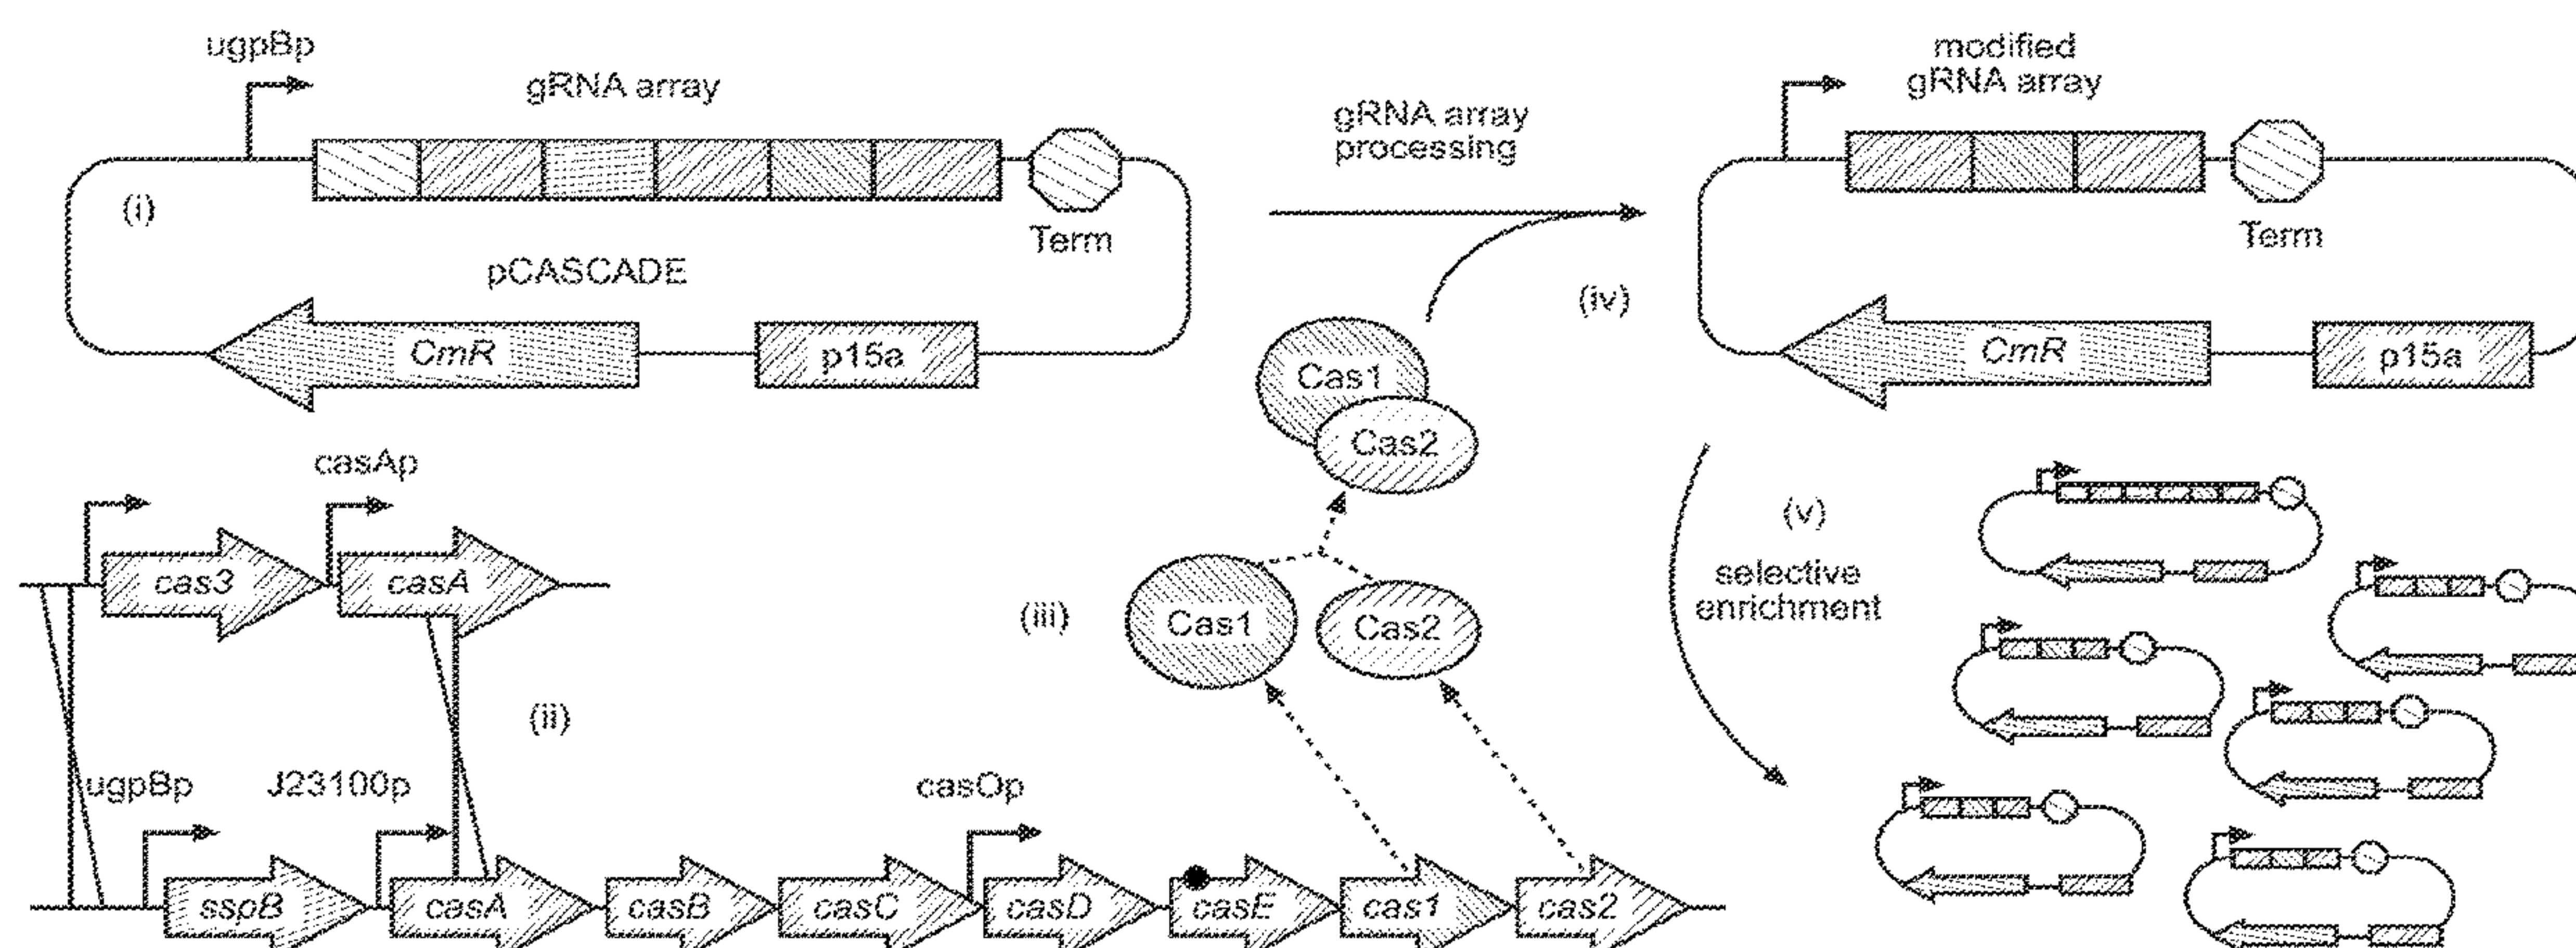 ugpBp
gRNA array
(i)
Term
pCASCADE
CmR
p15a
gRNA array
processing
(iv)
modified
gRNA array
Term
CmR
p15a
Cas1
Cas2
casAp
cas3
casA
(ii)
(iii)
Cas1
Cas2
(v)
selective
enrichment
ugpBp
J23100p
casOp
sspB
casA
casB
casC
casD
casE
cas1
cas2